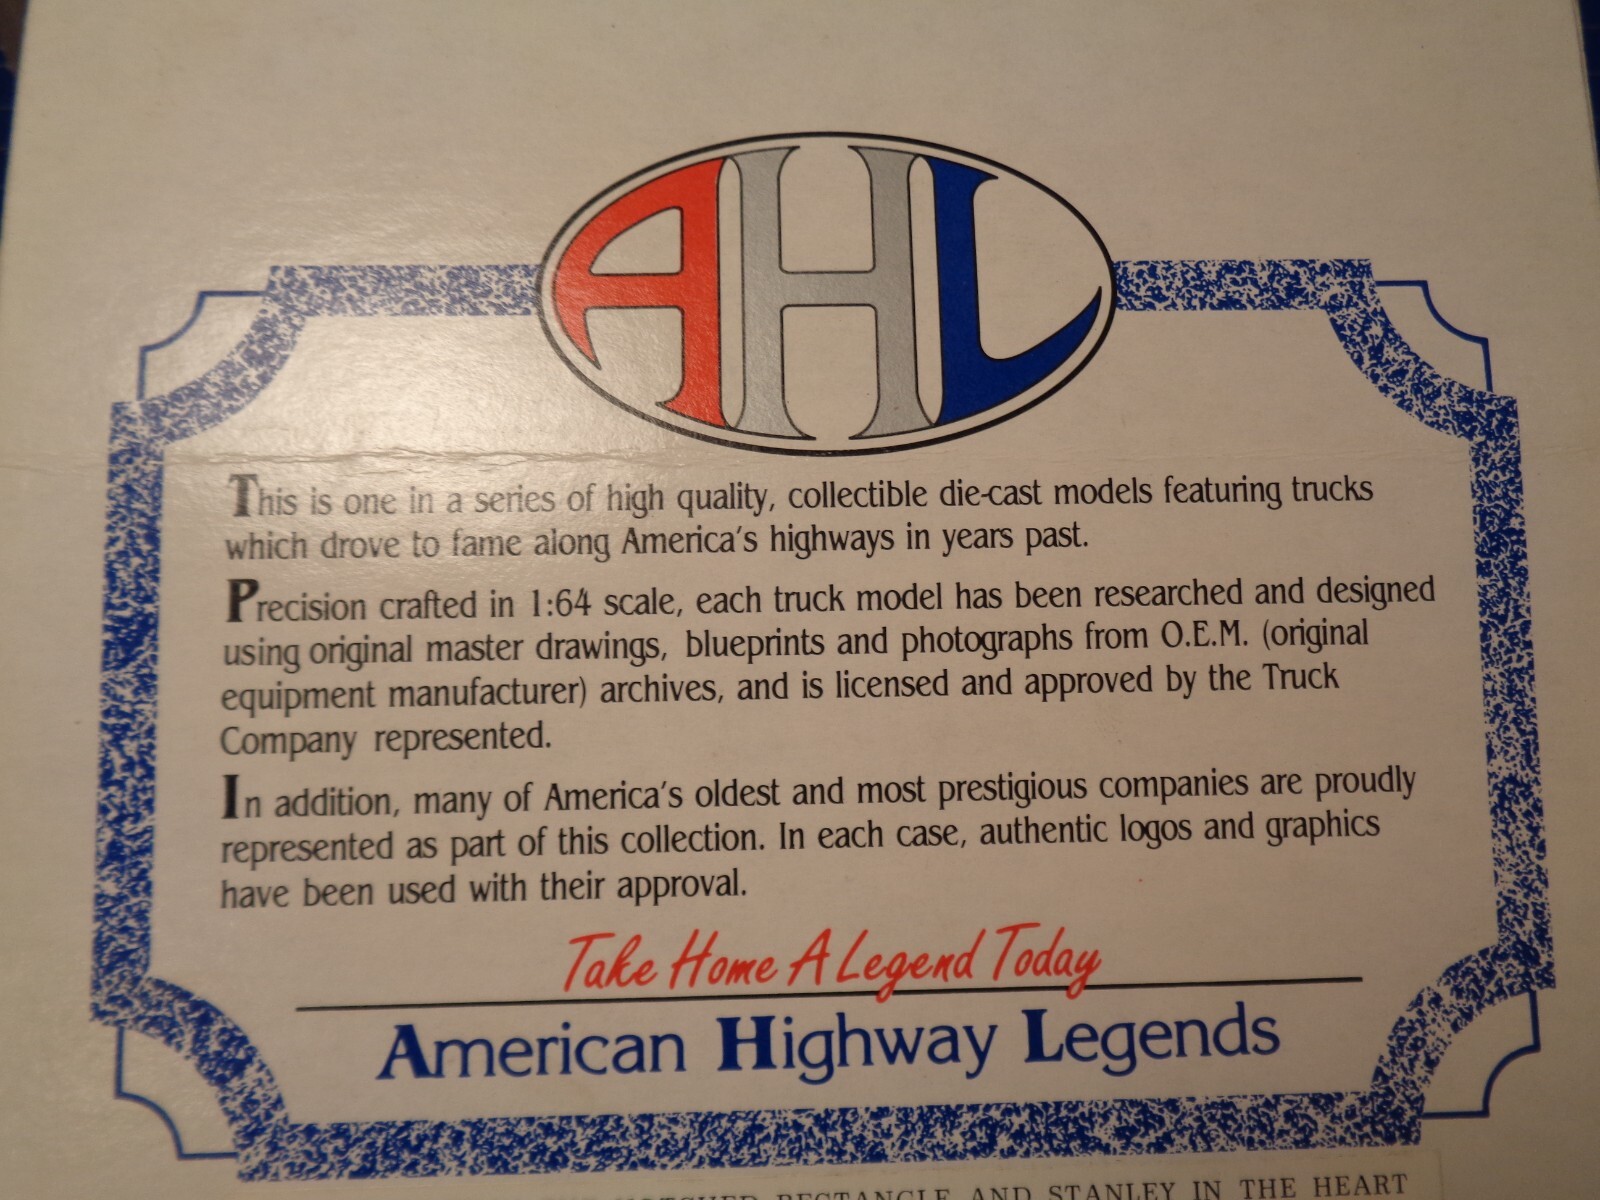 AHL
This is one in a series of high quality, collectible die-cast models featuring trucks
which drove to fame along America's highways in years past.
Precision crafted in 1:64 scale, each truck model has been researched and designed
using original master drawings, blueprints and photographs from O.E.M. (original
equipment manufacturer) archives, and is licensed and approved by the Truck
Company represented.
In addition, many of America's oldest and most prestigious companies are proudly
represented as part of this collection. In each case, authentic logos and graphics
have been used with their approval.
Take Home A Legend Today
American Highway Legends
RECTANGLE AND STANLEY IN THE HEART